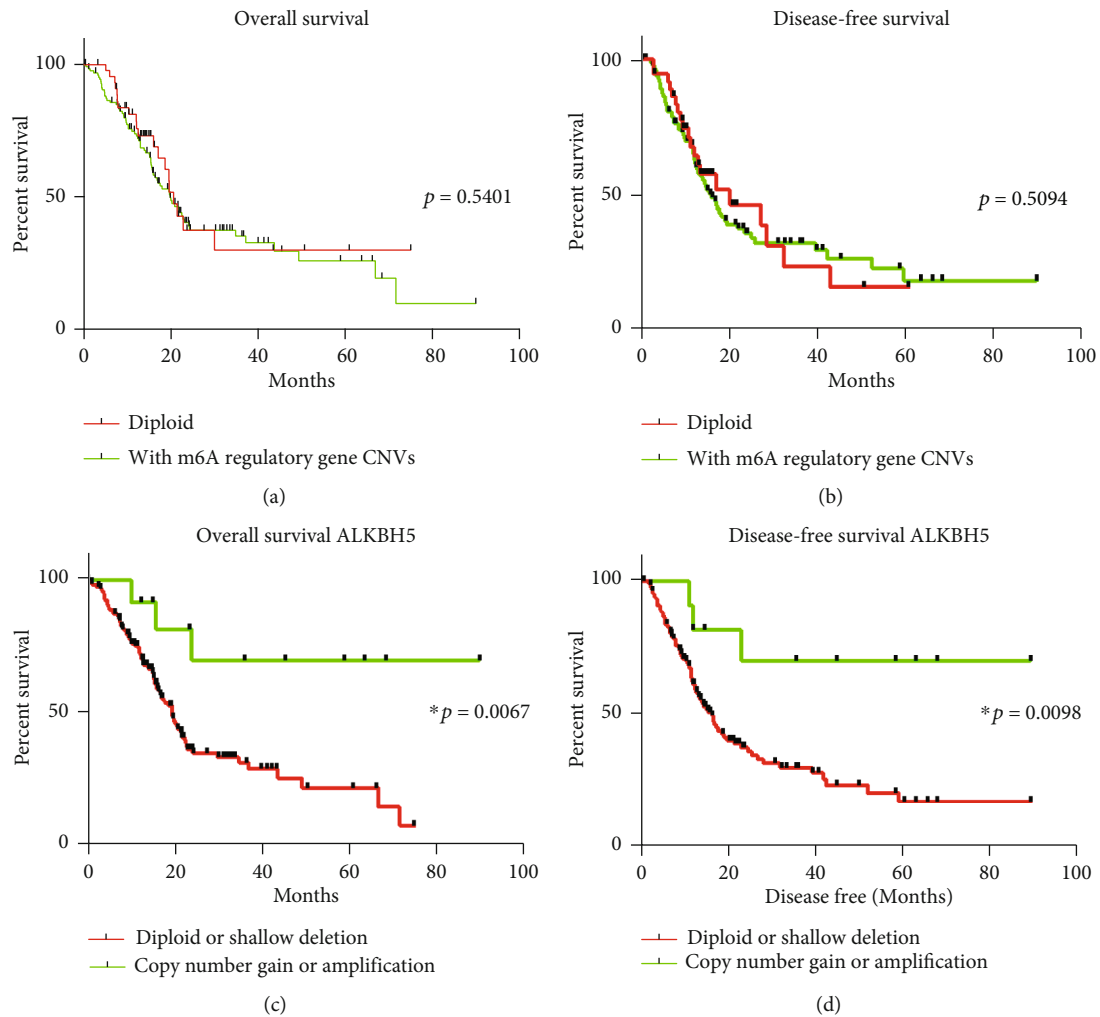 Overall survival
100
50
0
Percent survival
p = 0.5401
0 20 40 60 80 100
Months
Diploid
With m6A regulatory gene CNVs
(a)
Disease-free survival
100
50
0
Percent survival
p = 0.5094
0 20 40 60 80 100
Months
Diploid
With m6A regulatory gene CNVs
(b)
Overall survival ALKBH5
100
50
0
Percent survival
*p = 0.0067
0 20 40 60 80 100
Months
Diploid or shallow deletion
Copy number gain or amplification
(c)
Disease-free survival ALKBH5
100
50
0
Percent survival
*p = 0.0098
0 20 40 60 80 100
Disease free (Months)
Diploid or shallow deletion
Copy number gain or amplification
(d)